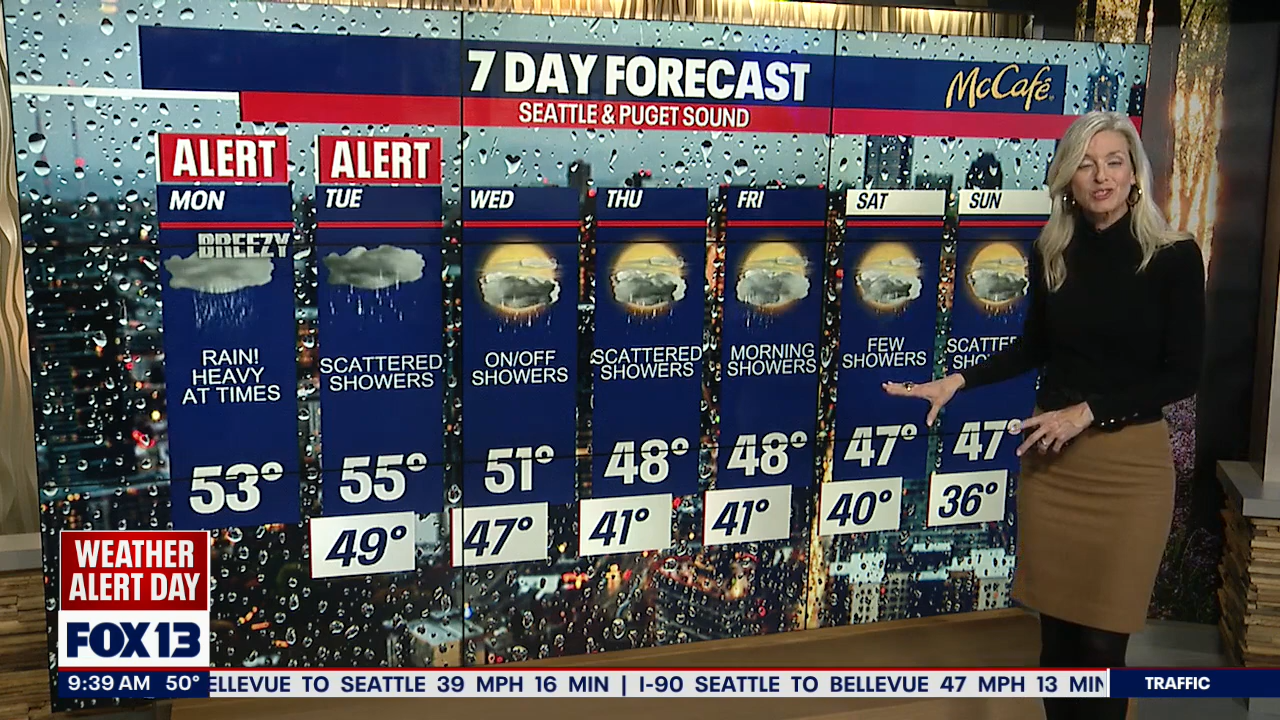 7 DAY FORECAST
SEATTLE & PUGET SOUND
McCafé®
ALERT
MON
BREEZY
RAIN!
HEAVY
AT TIMES
53°
ALERT
TUE
SCATTERED
SHOWERS
55°
49°
WED
ON/OFF
SHOWERS
51°
47°
THU
SCATTERED
SHOWERS
48°
41°
FRI
MORNING
SHOWERS
48°
41°
SAT
FEW
SHOWERS
47°
40°
SUN
47°
36°
WEATHER
ALERT DAY
FOX 13
9:39 AM 50°
ELLEVUE TO SEATTLE 39 MPH 16 MIN | I-90 SEATTLE TO BELLEVUE 47 MPH 13 MIN
TRAFFIC